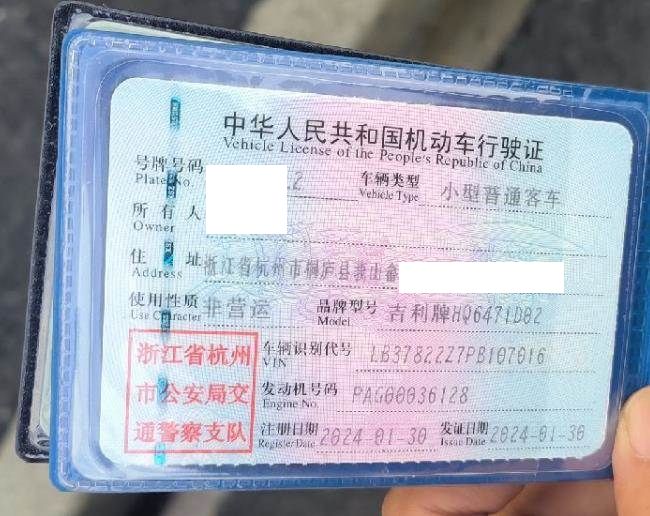 中华人民共和国机动车行驶证
Vehicle License of the People's Republic of China
号牌号码 2 车辆类型 小型普通客车
Plate No. Vehicle Type
所有人
Owner
住址 浙江省杭州市桐庐县莪山畲
Address
使用性质 非营运 品牌型号 吉利牌HQ6471D82
Use Character Model
浙江省杭州
市公安局交
通警察支队
车辆识别代号 LB37822Z7PB107016
VIN
发动机号码 PAG00036128
Engine No.
注册日期 2024-01-30 发证日期 2024-01-30
Register Date Issue Date